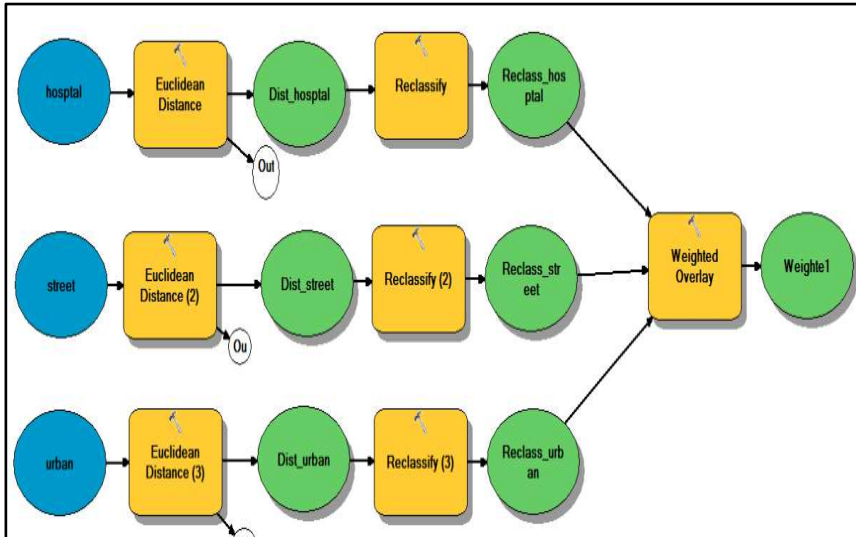 hosptal
Euclidean
Distance
Dist_hosptal
Reclassify
Reclass_hos
ptal
Out
street
Euclidean
Distance (2)
Dist_street
Reclassify (2)
Reclass_str
eet
Weighted
Overlay
Weighte1
Ou
urban
Euclidean
Distance (3)
Dist_urban
Reclassify (3)
Reclass_urb
an